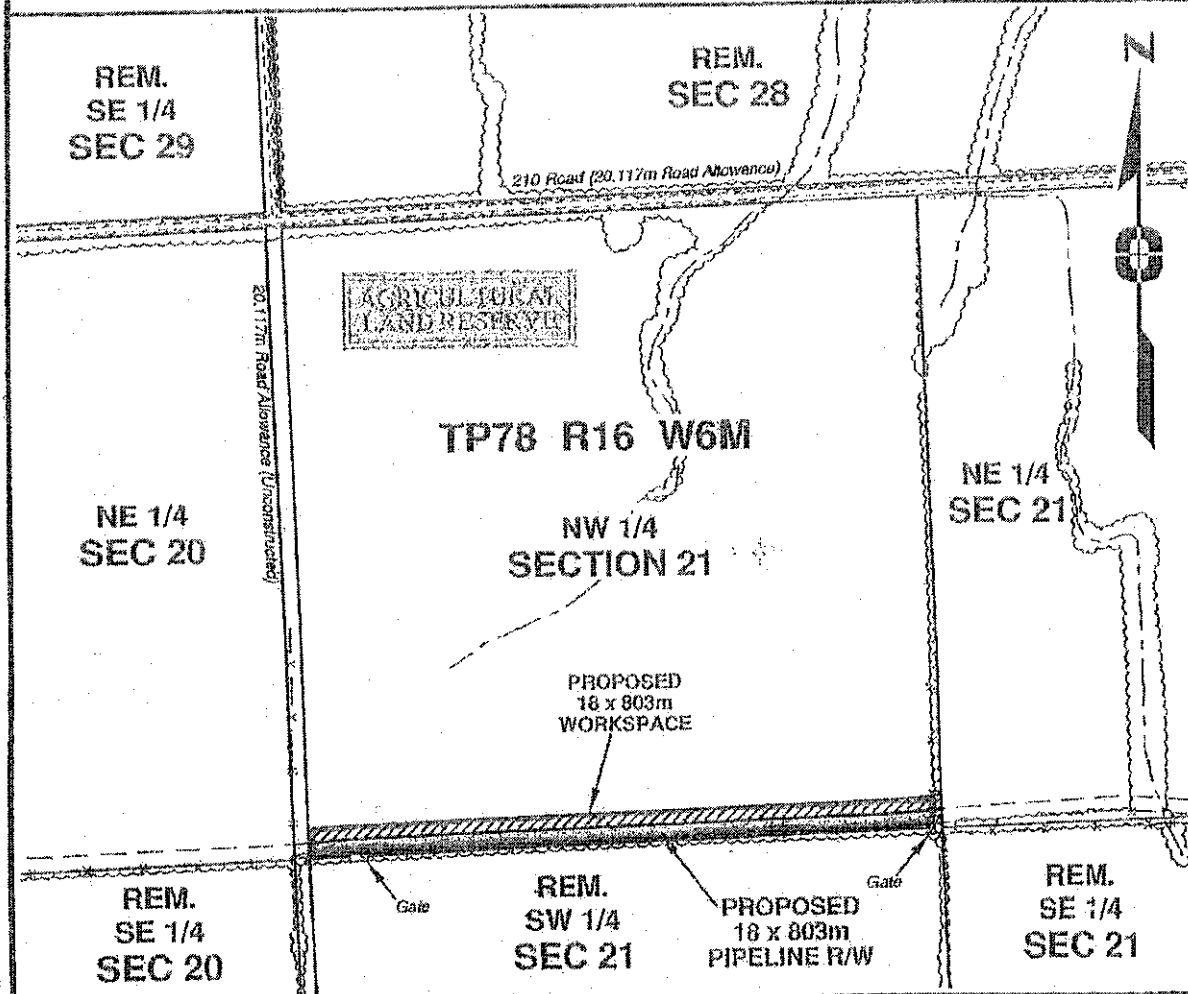 REM.
SE 1/4
SEC 29
REM.
SEC 28
N
210 Road (20.117m Road Allowance)
20.117m Road Allowance (Unconstructed)
AGRICULTURAL
LAND RESERVE
TP78 R16 W6M
NE 1/4
SEC 20
NW 1/4
SECTION 21
NE 1/4
SEC 21
PROPOSED
18 x 803m
WORKSPACE
Gate
Gate
REM.
SE 1/4
SEC 20
REM.
SW 1/4
SEC 21
PROPOSED
18 x 803m
PIPELINE R/W
REM.
SE 1/4
SEC 21